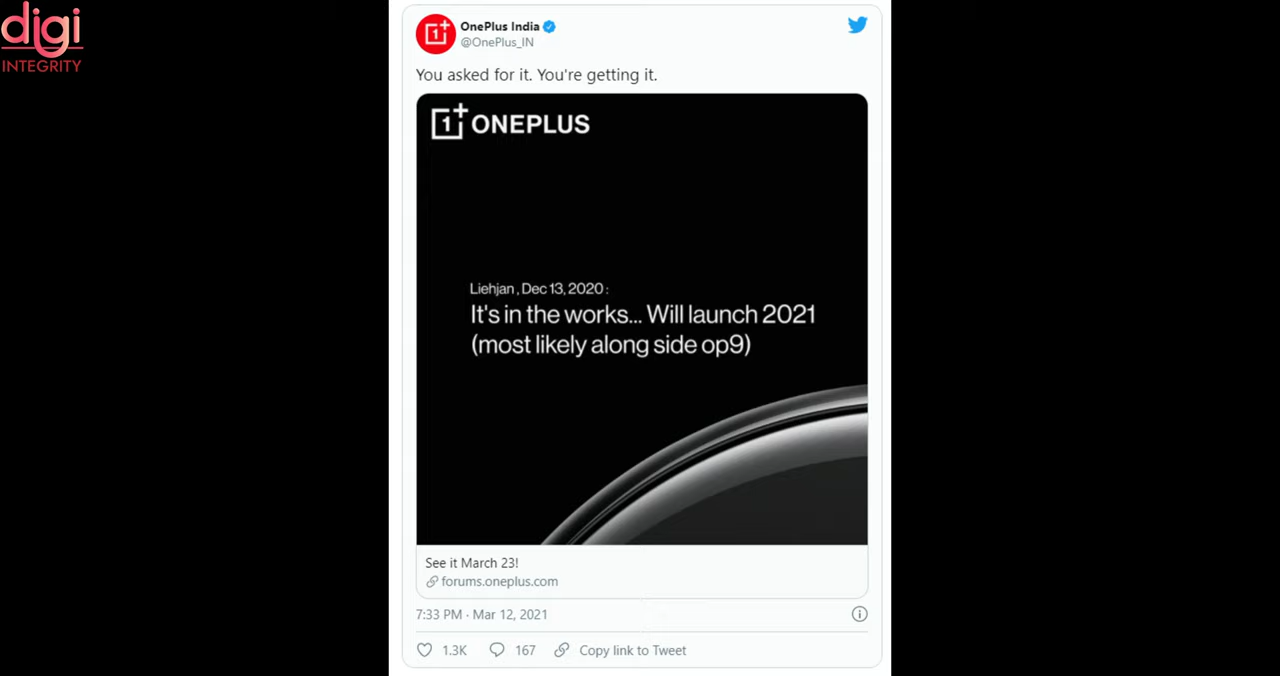 digi
INTEGRITY
OnePlus India
@OnePlus_IN
You asked for it. You're getting it.
1+ ONEPLUS
Liehjan , Dec 13, 2020 :
It's in the works... Will launch 2021
(most likely along side op9)
See it March 23!
forums.oneplus.com
7:33 PM · Mar 12, 2021
1.3K 167 Copy link to Tweet